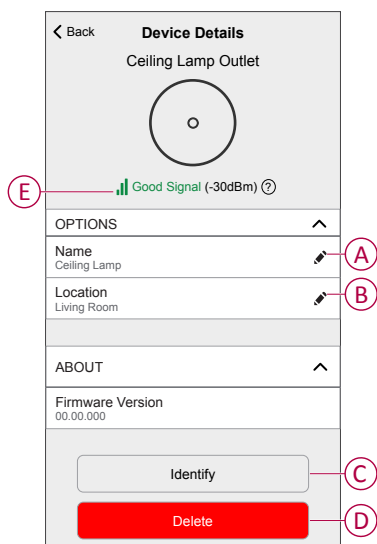 Back Device Details
Ceiling Lamp Outlet
E Good Signal (-30dBm) ?
OPTIONS
Name
Ceiling Lamp
A
Location
Living Room
B
ABOUT
Firmware Version
00.00.000
Identify C
Delete D